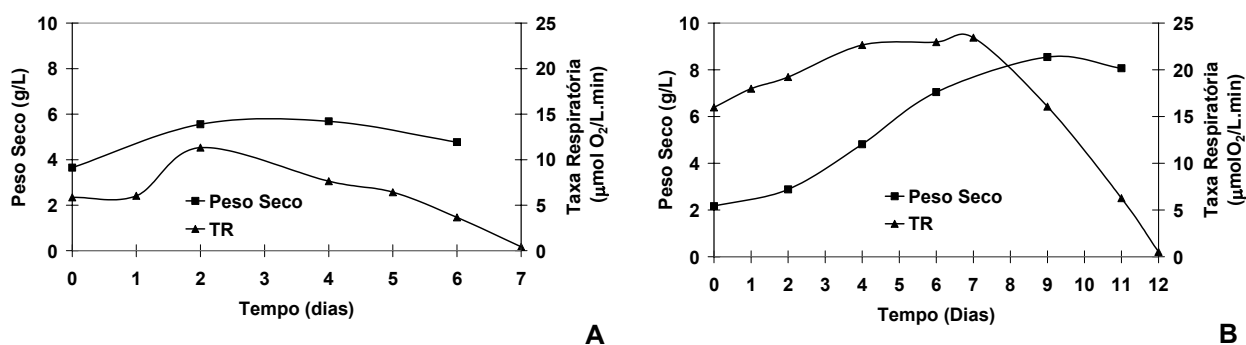 10
8
6
4
2
0
Peso Seco (g/L)
25
20
15
10
5
0
Taxa Respiratória
(µmol O₂/L.min)
Peso Seco
TR
0 1 2 3 4 5 6 7
Tempo (dias)
A
10
8
6
4
2
0
Peso Seco (g/L)
25
20
15
10
5
0
Taxa Respiratória
(µmolO₂/L.min)
Peso Seco
TR
0 1 2 3 4 5 6 7 8 9 10 11 12
Tempo (Dias)
B